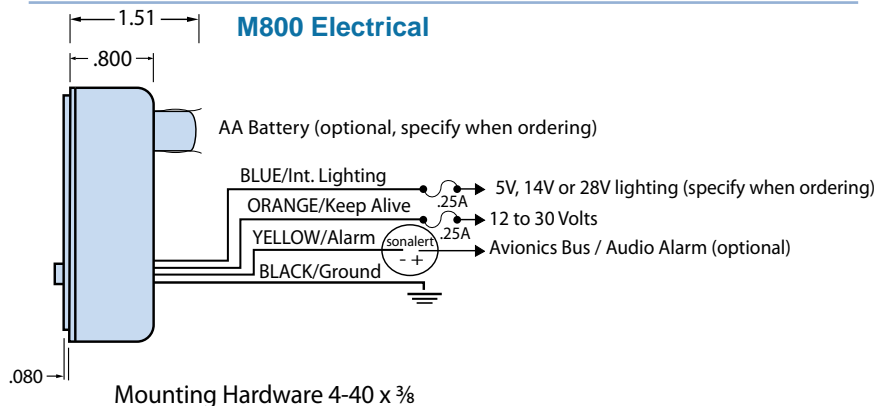 1.51
M800 Electrical
.800
AA Battery (optional, specify when ordering)
BLUE/Int. Lighting
5V, 14V or 28V lighting (specify when ordering)
.25A
ORANGE/Keep Alive
12 to 30 Volts
.25A
YELLOW/Alarm
sonalert
- +
Avionics Bus / Audio Alarm (optional)
BLACK/Ground
.080
Mounting Hardware 4-40 x ⅜